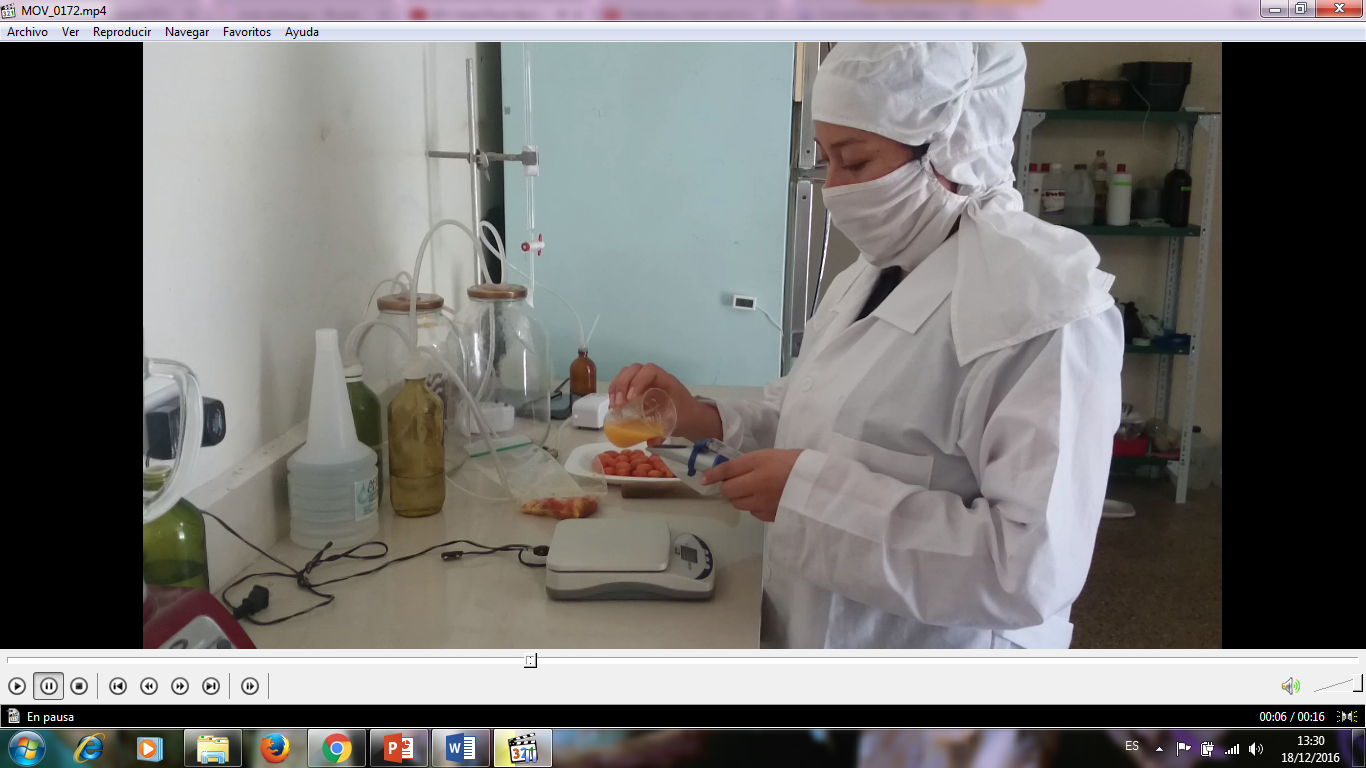 MOV_0172.mp4
Archivo Ver Reproducir Navegar Favoritos Ayuda
En pausa
00:06 / 00:16
ES
13:30
18/12/2016